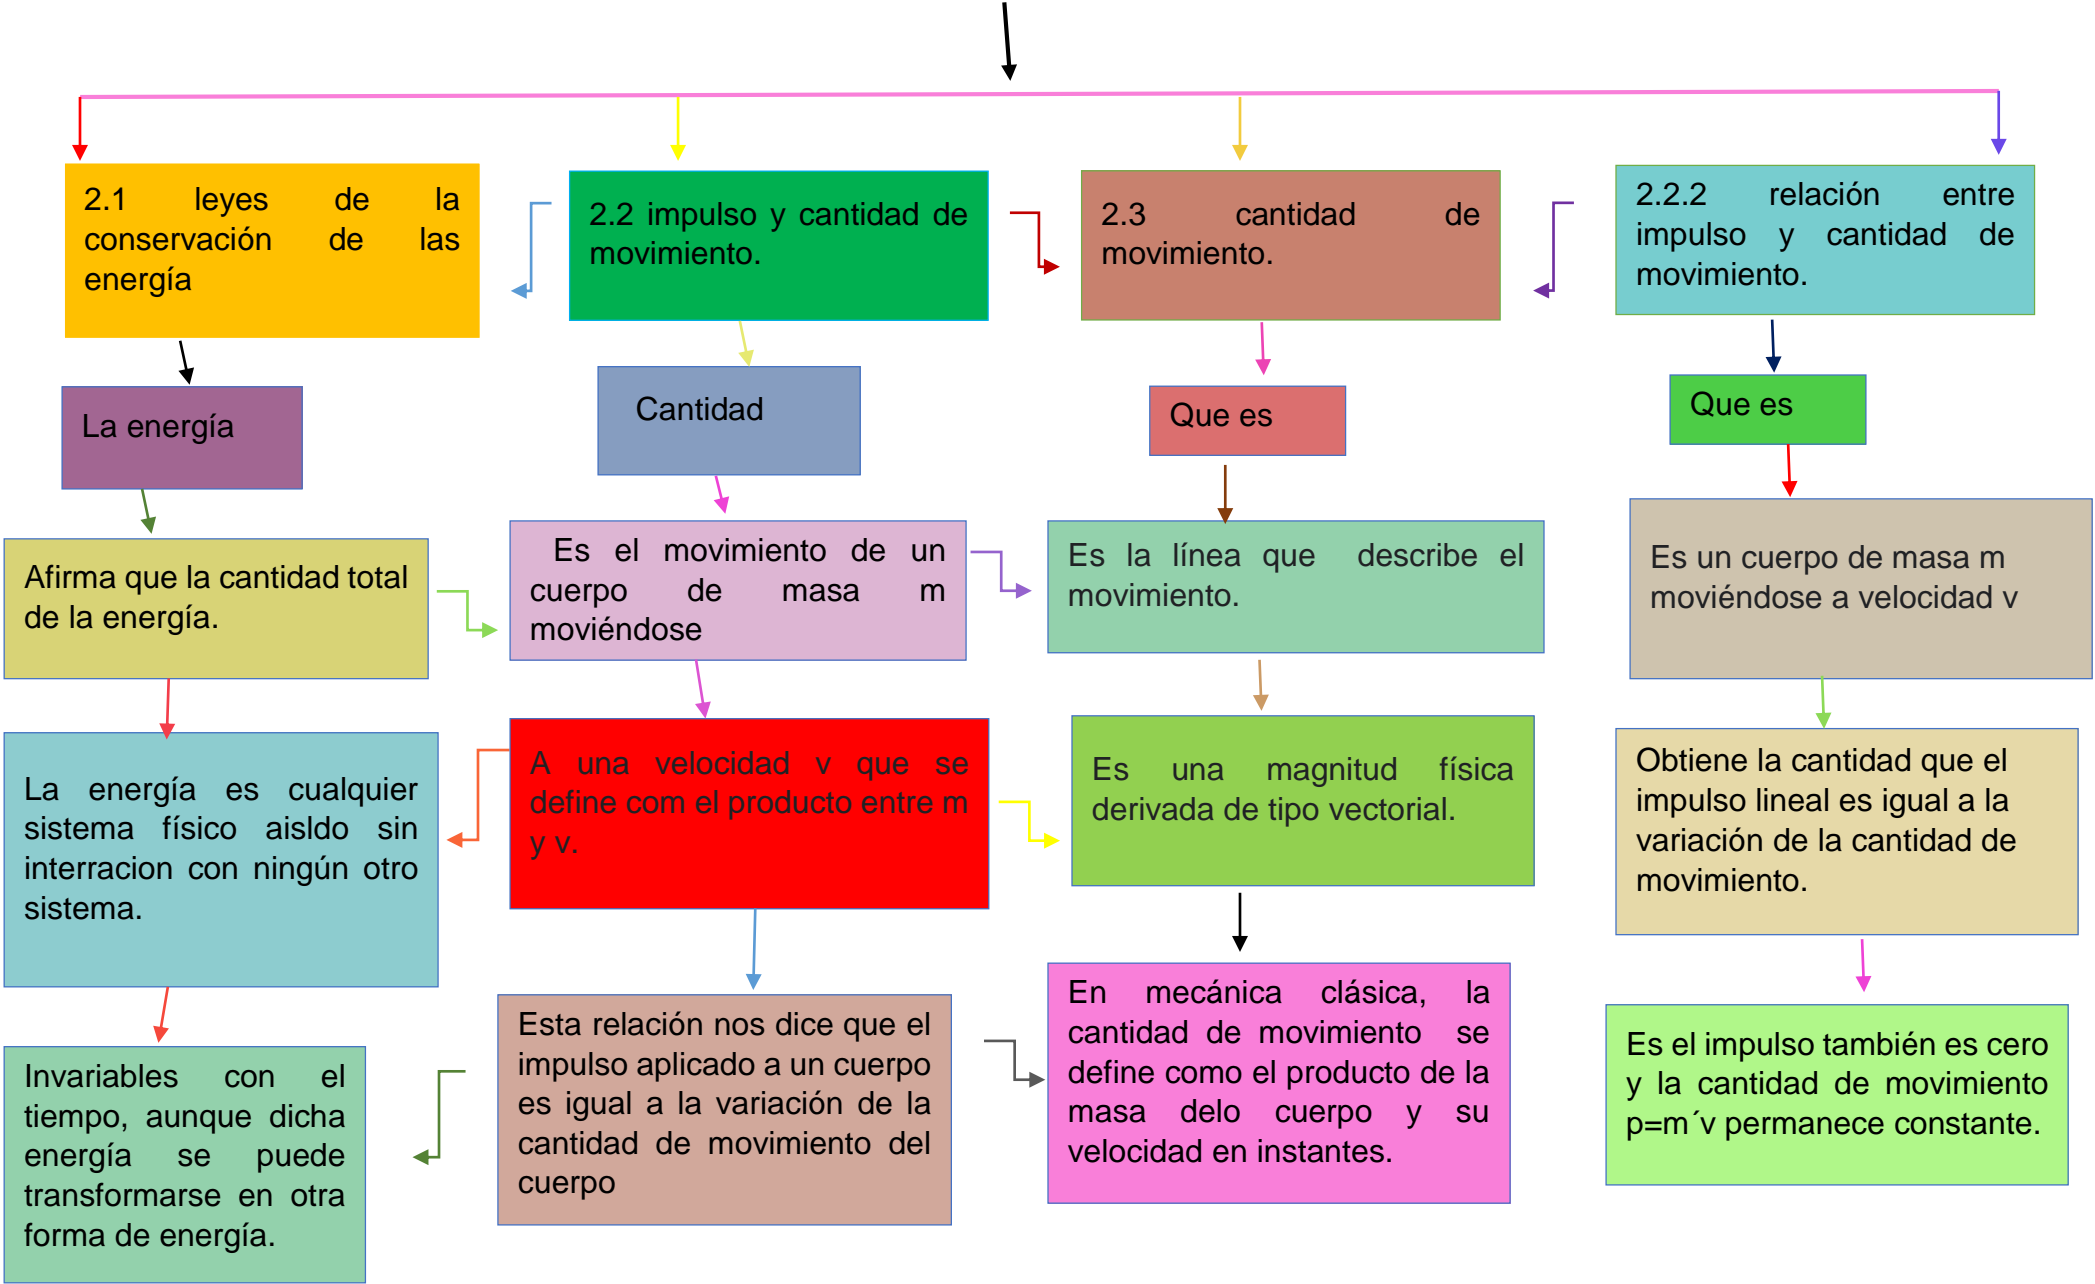 2.1 leyes de la
conservación de las
energía
2.2 impulso y cantidad de
movimiento.
2.3 cantidad de
movimiento.
2.2.2 relación entre
impulso y cantidad de
movimiento.
La energía
Cantidad
Que es
Que es
Afirma que la cantidad total
de la energía.
Es el movimiento de un
cuerpo de masa m
moviéndose
Es la línea que describe el
movimiento.
Es un cuerpo de masa m
moviéndose a velocidad v
La energía es cualquier
sistema físico aisldo sin
interracion con ningún otro
sistema.
A una velocidad v que se
define com el producto entre m
y v.
Es una magnitud física
derivada de tipo vectorial.
Obtiene la cantidad que el
impulso lineal es igual a la
variación de la cantidad de
movimiento.
Invariables con el
tiempo, aunque dicha
energía se puede
transformarse en otra
forma de energía.
Esta relación nos dice que el
impulso aplicado a un cuerpo
es igual a la variación de la
cantidad de movimiento del
cuerpo
En mecánica clásica, la
cantidad de movimiento se
define como el producto de la
masa delo cuerpo y su
velocidad en instantes.
Es el impulso también es cero
y la cantidad de movimiento
p=m´v permanece constante.